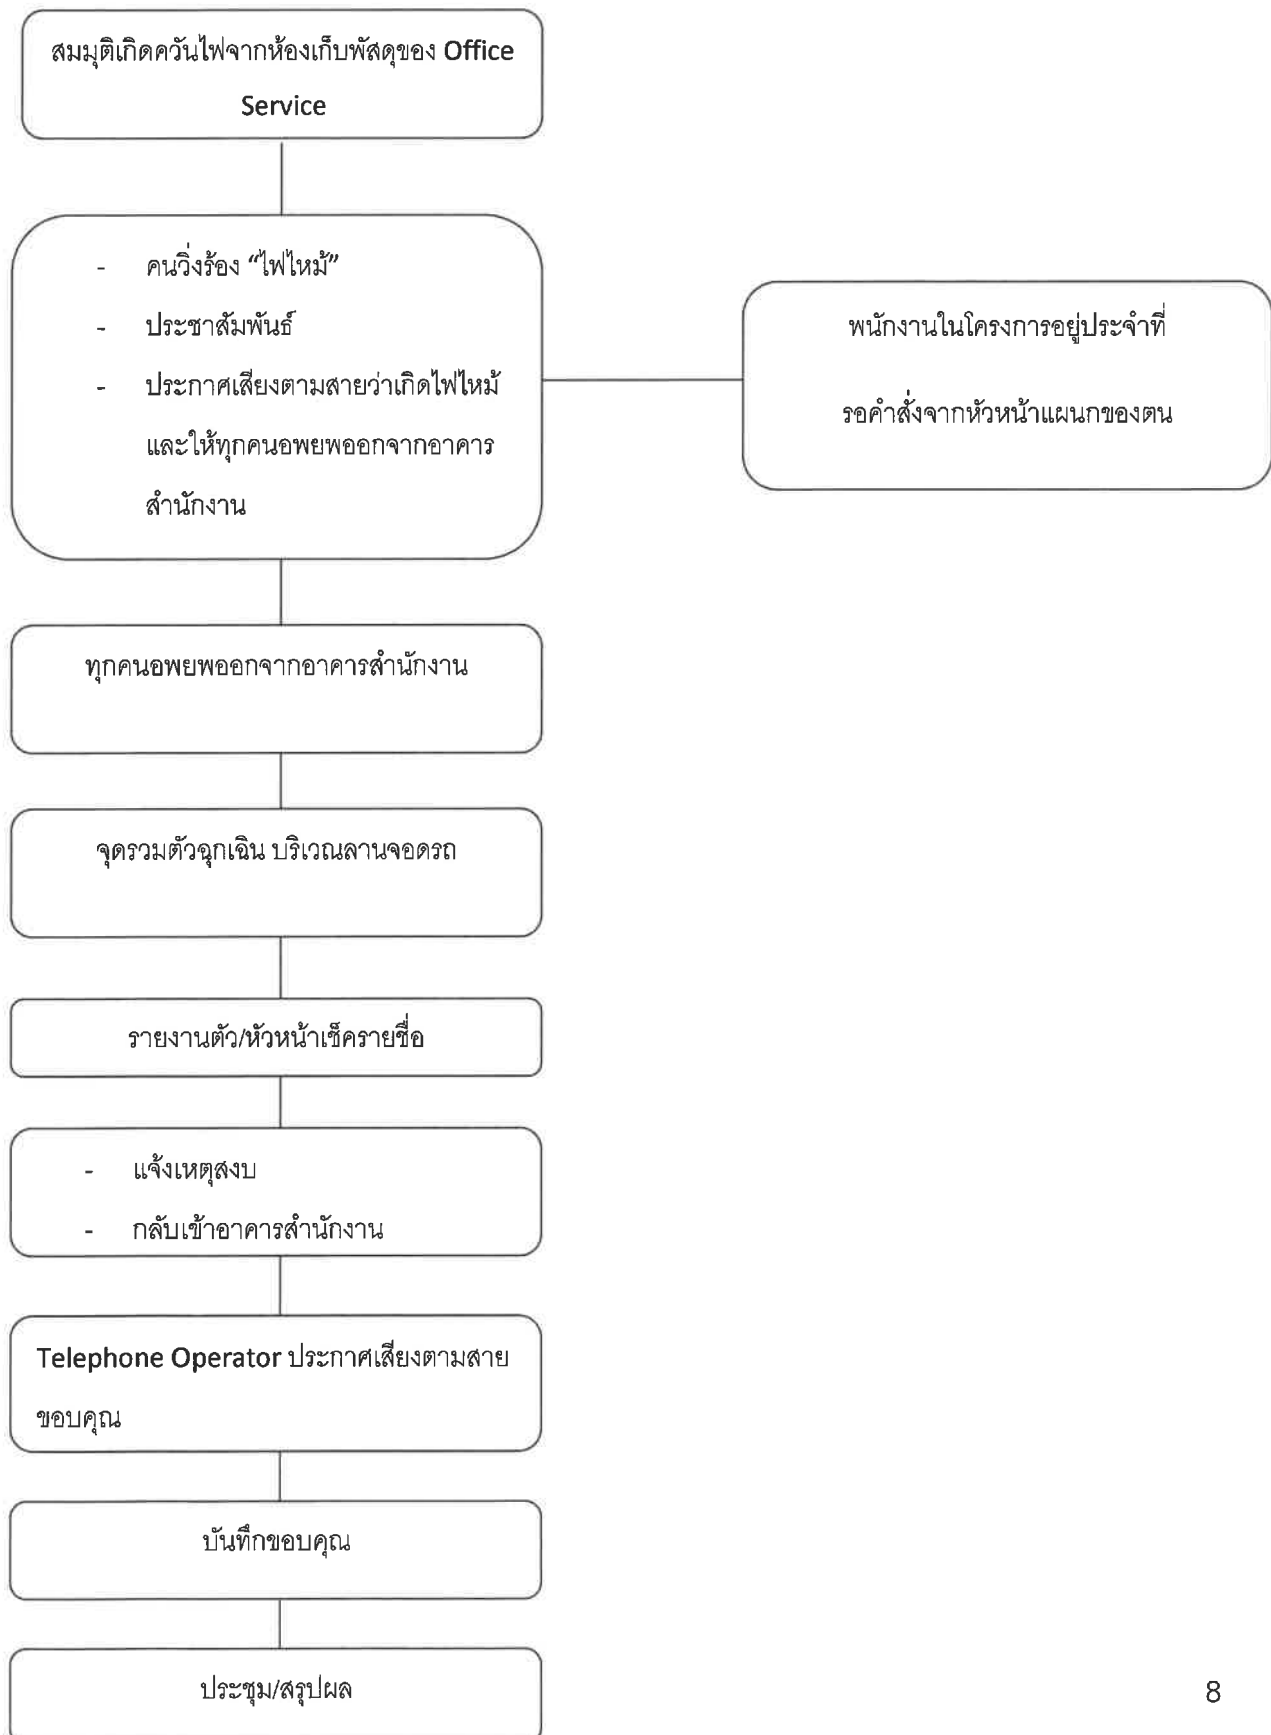 สมมุติเกิดควันไฟจากห้องเก็บพัสดุของ Office
Service
- คนวิ่งร้อง “ไฟไหม้”
- ประชาสัมพันธ์
- ประกาศเสียงตามสายว่าเกิดไฟไหม้
และให้ทุกคนอพยพออกจากอาคาร
สำนักงาน
พนักงานในโครงการอยู่ประจำที่
รอคำสั่งจากหัวหน้าแผนกของตน
ทุกคนอพยพออกจากอาคารสำนักงาน
จุดรวมตัวฉุกเฉิน บริเวณลานจอดรถ
รายงานตัว/หัวหน้าเช็ครายชื่อ
- แจ้งเหตุสงบ
- กลับเข้าอาคารสำนักงาน
Telephone Operator ประกาศเสียงตามสาย
ขอบคุณ
บันทึกขอบคุณ
ประชุม/สรุปผล
8